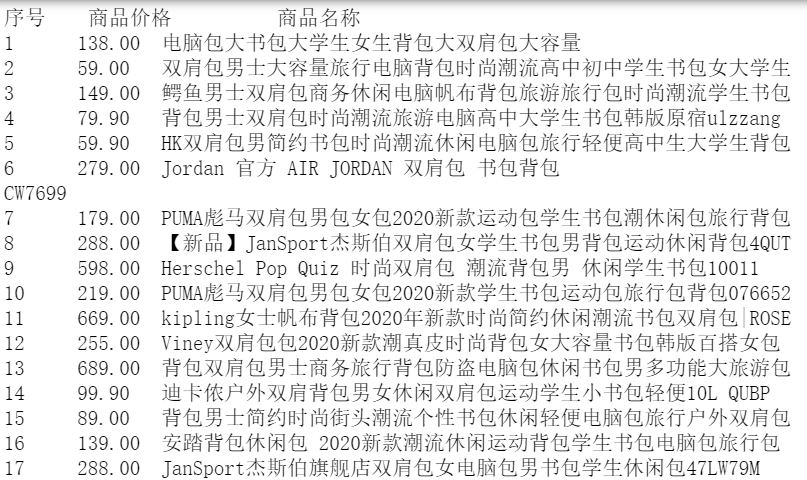 序号 商品价格 商品名称
1 138.00 电脑包大书包大学生女生背包大双肩包大容量
2 59.00 双肩包男士大容量旅行电脑背包时尚潮流高中初中学生书包女大学生
3 149.00 鳄鱼男士双肩包商务休闲电脑帆布背包旅游旅行包时尚潮流学生书包
4 79.90 背包男士双肩包时尚潮流旅游电脑高中大学生书包韩版原宿ulzzang
5 59.90 HK双肩包男简约书包时尚潮流休闲电脑包旅行轻便高中生大学生背包
6 279.00 Jordan 官方 AIR JORDAN 双肩包 书包背包
CW7699
7 179.00 PUMA彪马双肩包男包女包2020新款运动包学生书包潮休闲包旅行背包
8 288.00 【新品】JanSport杰斯伯双肩包女学生书包男背包运动休闲背包4QUT
9 598.00 Herschel Pop Quiz 时尚双肩包 潮流背包男 休闲学生书包10011
10 219.00 PUMA彪马双肩包男包女包2020新款学生书包运动包旅行包背包076652
11 669.00 kipling女士帆布背包2020年新款时尚简约休闲潮流书包双肩包|ROSE
12 255.00 Viney双肩包包2020新款潮真皮时尚背包女大容量书包韩版百搭女包
13 689.00 背包双肩包男士商务旅行背包防盗电脑包休闲书包男多功能大旅游包
14 99.90 迪卡侬户外双肩背包男女休闲双肩包运动学生小书包轻便10L QUBP
15 89.00 背包男士简约时尚街头潮流个性书包休闲轻便电脑包旅行户外双肩包
16 139.00 安踏背包休闲包 2020新款潮流休闲运动背包学生书包电脑包旅行包
17 288.00 JanSport杰斯伯旗舰店双肩包女电脑包男书包学生休闲包47LW79M